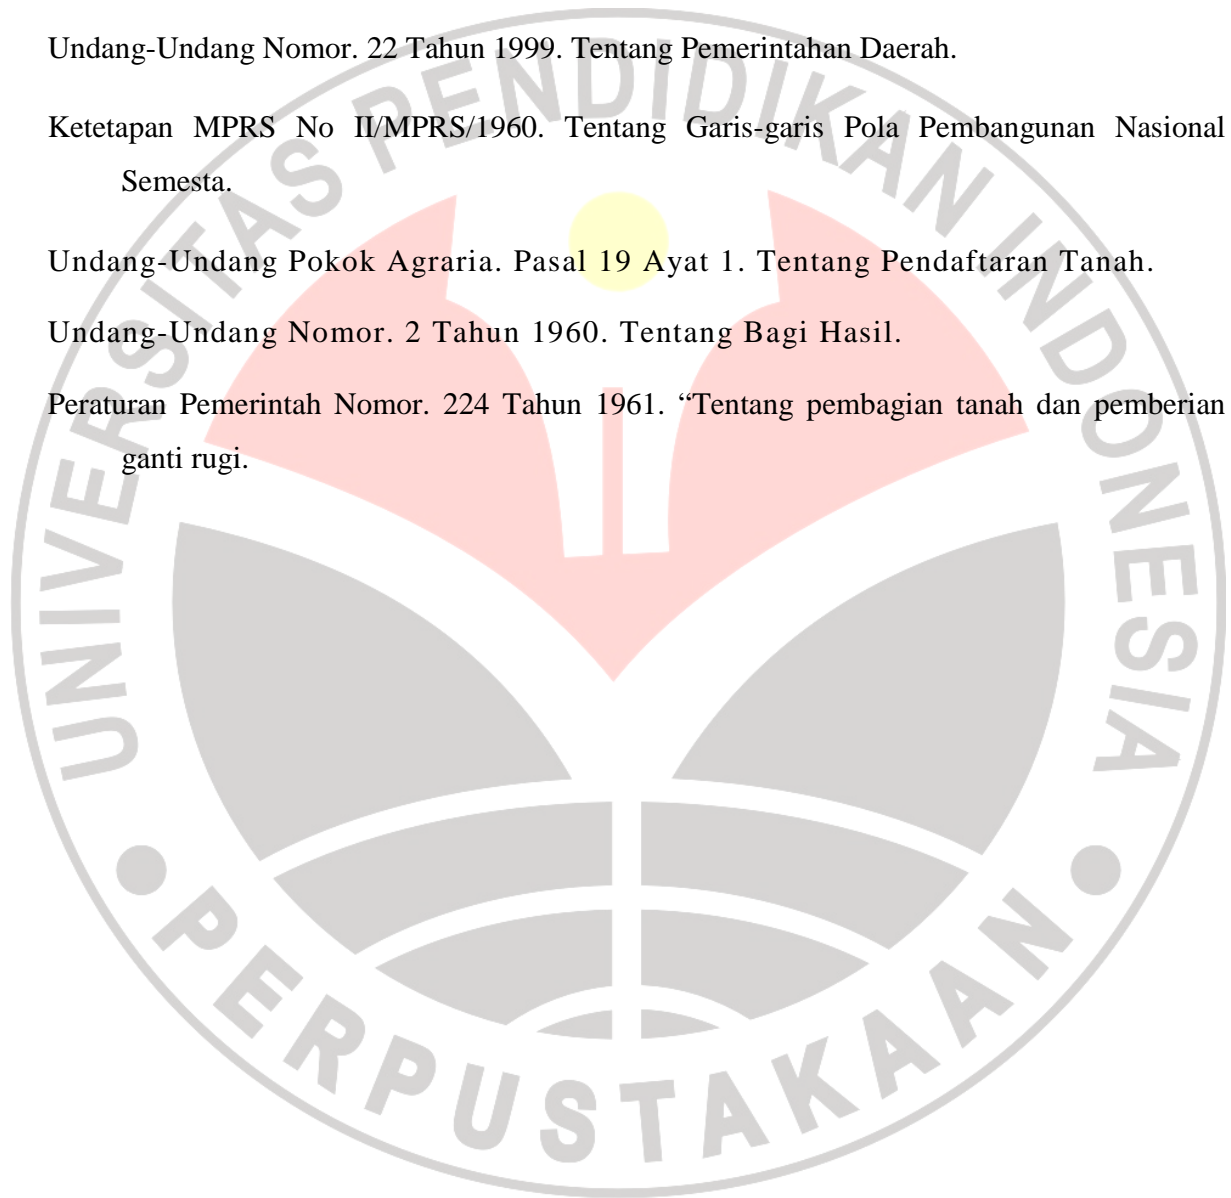 Undang-Undang Nomor. 22 Tahun 1999. Tentang Pemerintahan Daerah.
Ketetapan MPRS No II/MPRS/1960. Tentang Garis-garis Pola Pembangunan Nasional
Semesta.
Undang-Undang Pokok Agraria. Pasal 19 Ayat 1. Tentang Pendaftaran Tanah.
Undang-Undang Nomor. 2 Tahun 1960. Tentang Bagi Hasil.
Peraturan Pemerintah Nomor. 224 Tahun 1961. “Tentang pembagian tanah dan pemberian
ganti rugi.
UNIVERSITAS PENDIDIKAN INDONESIA
PERPUSTAKAAN